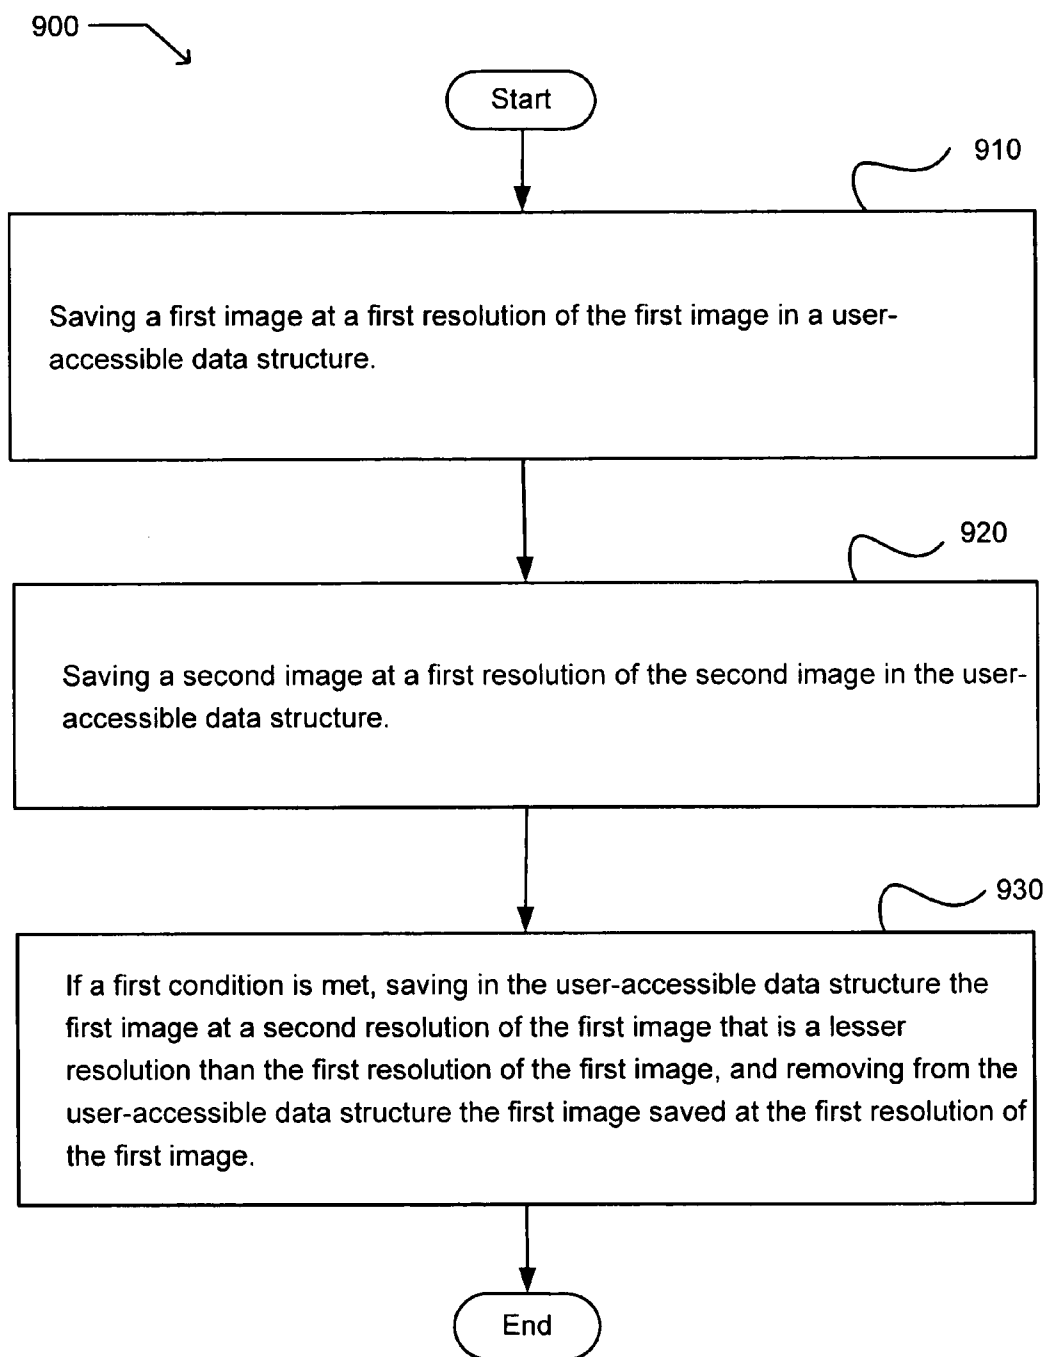 900
Start
910
Saving a first image at a first resolution of the first image in a user-
accessible data structure.
920
Saving a second image at a first resolution of the second image in the user-
accessible data structure.
930
If a first condition is met, saving in the user-accessible data structure the
first image at a second resolution of the first image that is a lesser
resolution than the first resolution of the first image, and removing from the
user-accessible data structure the first image saved at the first resolution of
the first image.
End